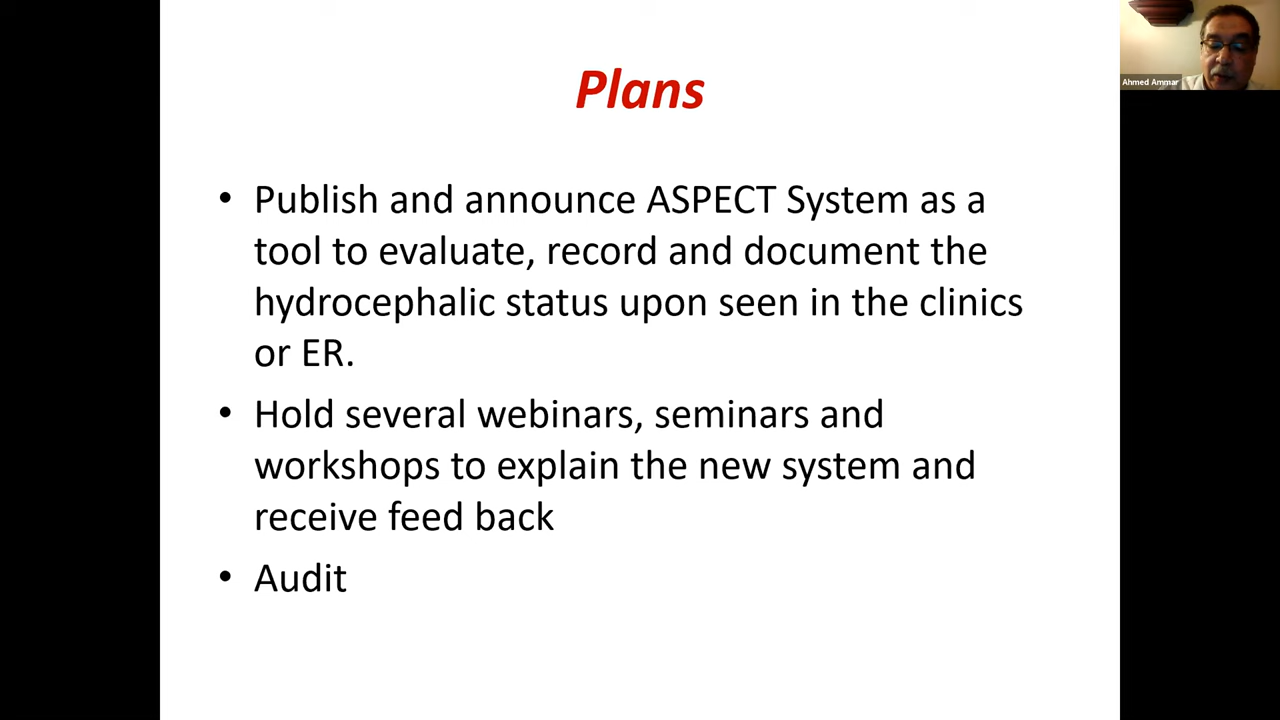 Plans
• Publish and announce ASPECT System as a
tool to evaluate, record and document the
hydrocephalic status upon seen in the clinics
or ER.
• Hold several webinars, seminars and
workshops to explain the new system and
receive feed back
• Audit
Ahmed Ammar